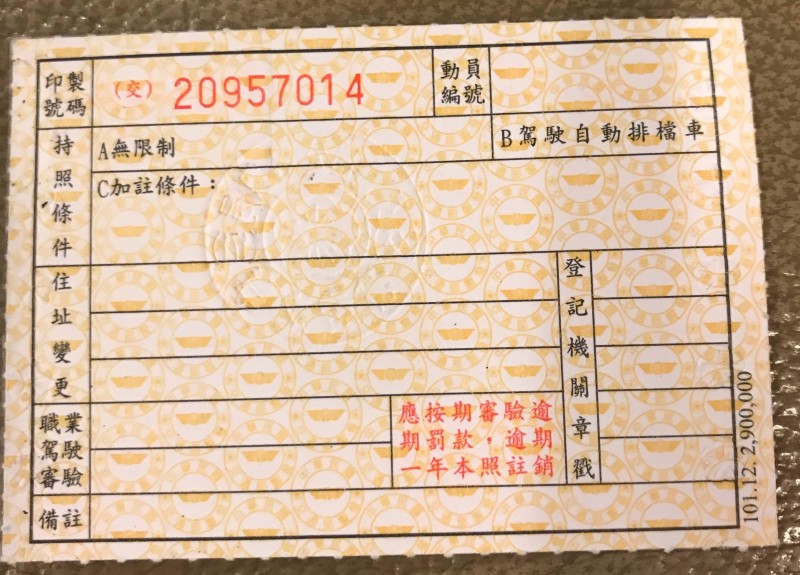 印製號碼
(交) 20957014
動員編號
持照條件
A無限制
B駕駛自動排檔車
C加註條件：
住址變更
登記機關章戳
職業駕駛審驗
應按期審驗逾
期罰款，逾期
一年本照註銷
備註
101.12. 2,900,000